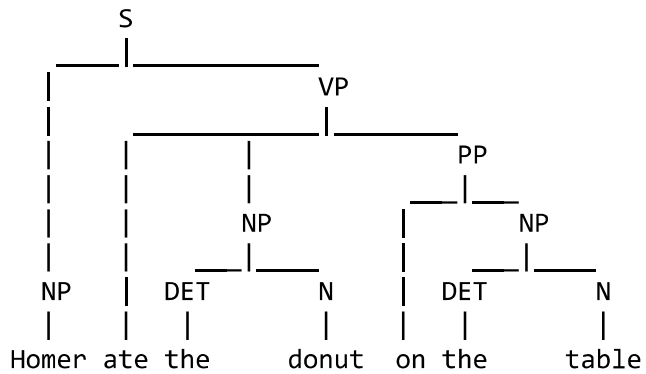 S
VP
PP
NP NP
NP DET N DET N
Homer ate the donut on the table